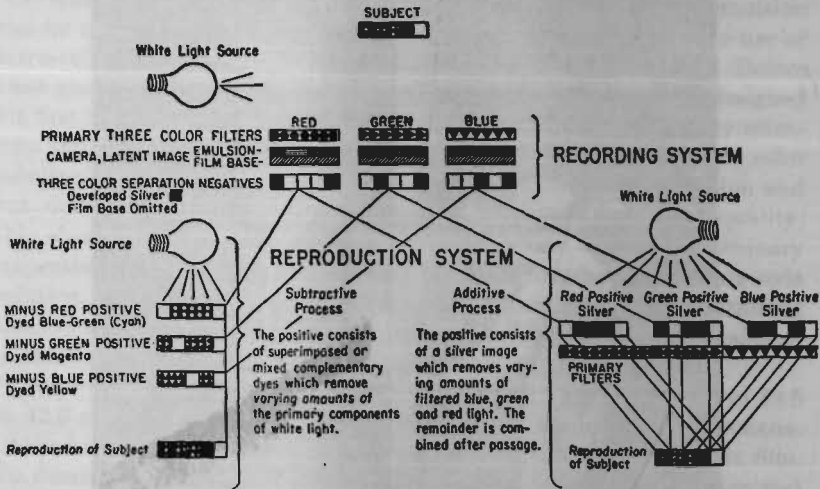 SUBJECT
White Light Source
RED GREEN BLUE
PRIMARY THREE COLOR FILTERS
CAMERA, LATENT IMAGE EMULSION-
FILM BASE-
RECORDING SYSTEM
THREE COLOR SEPARATION NEGATIVES
Developed Silver
Film Base Omitted
White Light Source
White Light Source
REPRODUCTION SYSTEM
Subtractive
Process
Additive
Process
Red Positive
Silver
Green Positive
Silver
Blue Positive
Silver
MINUS RED POSITIVE
Dyed Blue-Green (Cyan)
MINUS GREEN POSITIVE
Dyed Magenta
MINUS BLUE POSITIVE
Dyed Yellow
The positive consists
of superimposed or
mixed complementary
dyes which remove
varying amounts of
the primary components
of white light.
The positive consists
of a silver image
which removes vary-
ing amounts of
filtered blue, green
and red light. The
remainder is com-
bined after passage.
PRIMARY
FILTERS
Reproduction of Subject
Reproduction
of Subject